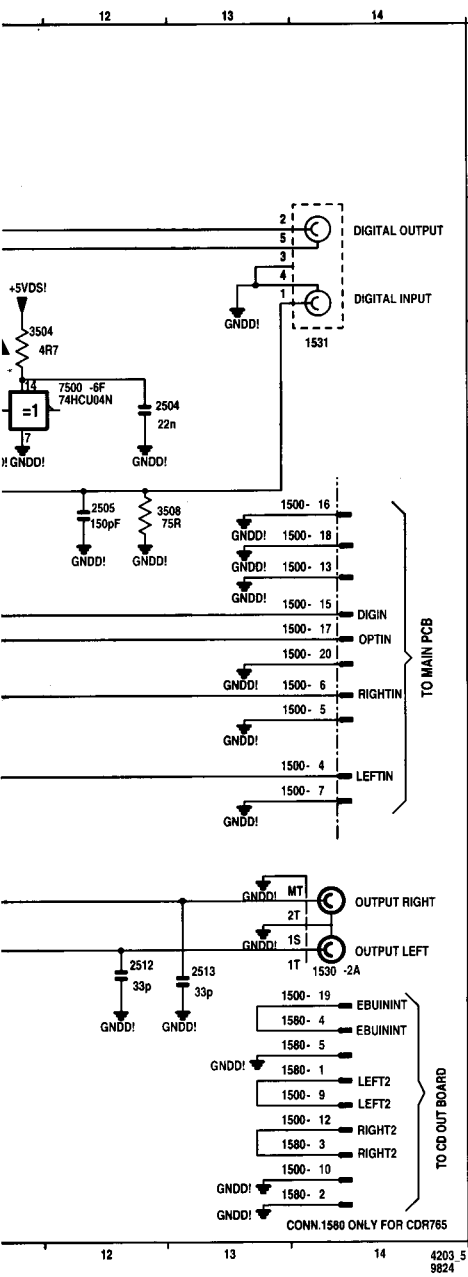 12 13 14
2
5
DIGITAL OUTPUT
3
4
1
DIGITAL INPUT
GNDD!
1531
+5VDS!
3504
4R7
14
7500 -6F
74HCU04N
=1
7
2504
22n
GNDD!
GNDD!
2505
150pF
3508
75R
GNDD!
GNDD!
1500- 16
GNDD!
1500- 18
GNDD!
1500- 13
GNDD!
1500- 15
DIGIN
1500- 17
OPTIN
1500- 20
GNDD!
1500- 6
RIGHTIN
1500- 5
GNDD!
1500- 4
LEFTIN
1500- 7
GNDD!
TO MAIN PCB
GNDD!
MT
OUTPUT RIGHT
2T
GNDD!
1S
OUTPUT LEFT
1T
1530 -2A
2512
33p
2513
33p
GNDD!
GNDD!
1500- 19
EBUININT
1580- 4
EBUININT
1580- 5
GNDD!
1580- 1
LEFT2
1500- 9
LEFT2
1500- 12
RIGHT2
1580- 3
RIGHT2
1500- 10
GNDD!
1580- 2
GNDD!
TO CD OUT BOARD
CONN.1580 ONLY FOR CDR765
12 13 14
4203_5
9824